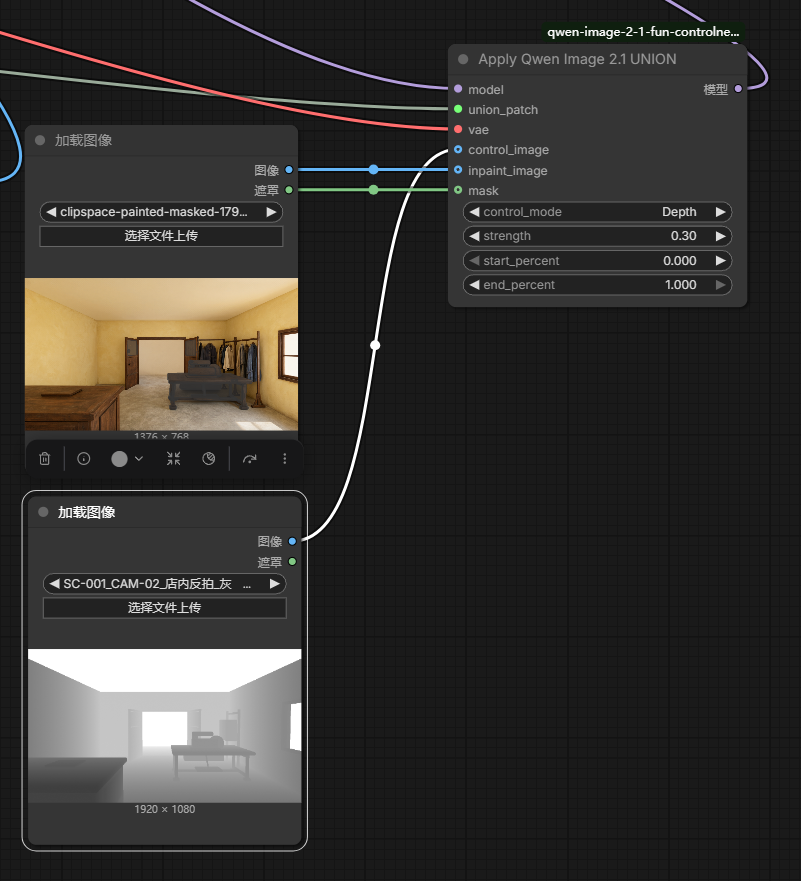 qwen-image-2-1-fun-controlne...
Apply Qwen Image 2.1 UNION
model
模型
union_patch
vae
control_image
inpaint_image
mask
control_mode Depth
strength 0.30
start_percent 0.000
end_percent 1.000
加载图像
图像
遮罩
clipspace-painted-masked-179...
选择文件上传
1376 × 768
加载图像
图像
遮罩
SC-001_CAM-02_店内反拍_灰 ...
选择文件上传
1920 × 1080